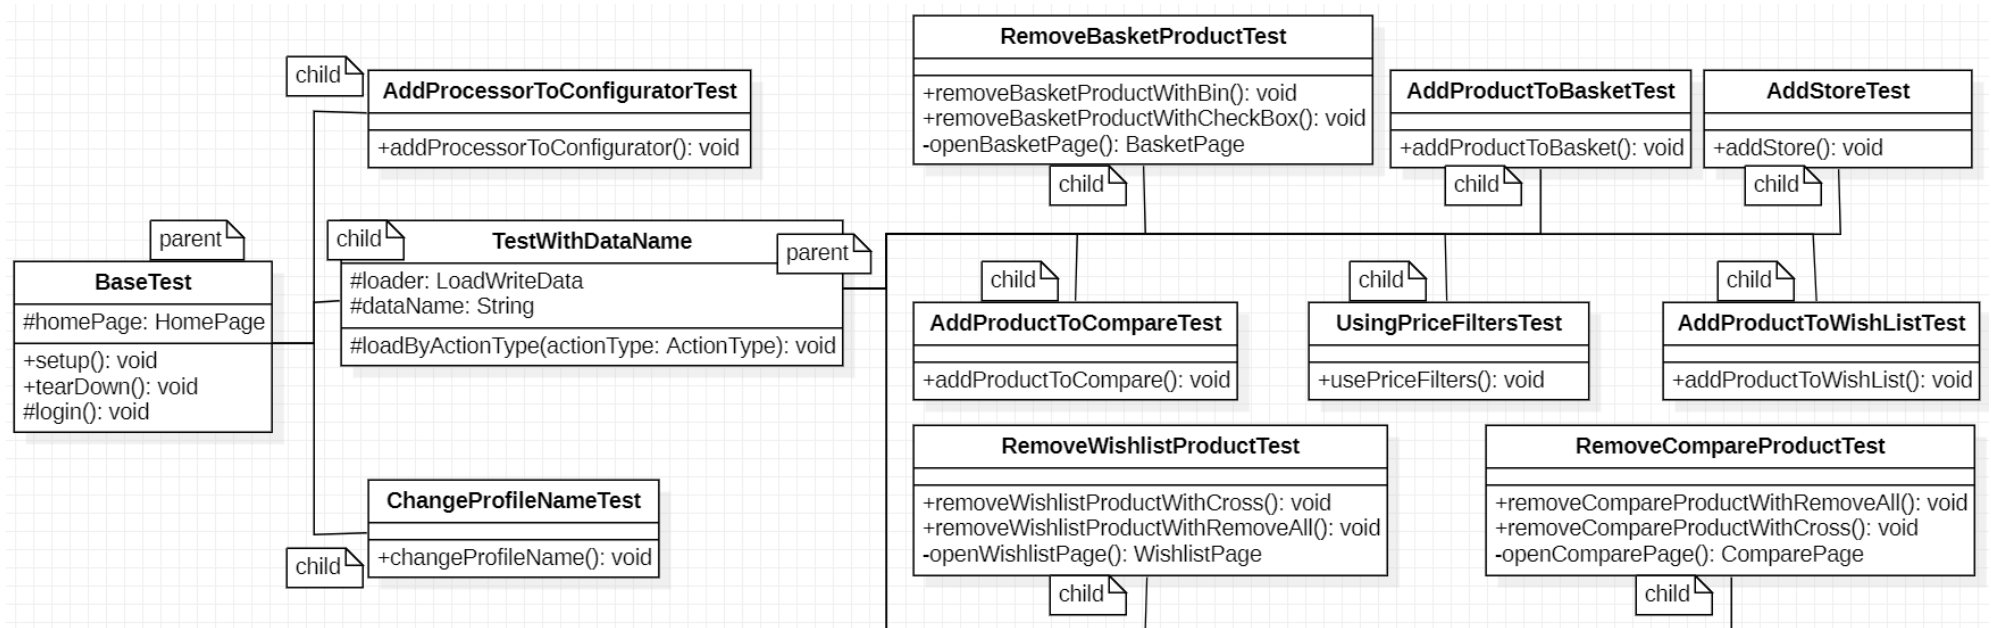 child
AddProcessorToConfiguratorTest
+addProcessorToConfigurator(): void
parent
BaseTest
#homePage: HomePage
+setup(): void
+tearDown(): void
#login(): void
child
TestWithDataName
parent
#loader: LoadWriteData
#dataName: String
#loadByActionType(actionType: ActionType): void
ChangeProfileNameTest
+changeProfileName(): void
child
RemoveBasketProductTest
+removeBasketProductWithBin(): void
+removeBasketProductWithCheckBox(): void
-openBasketPage(): BasketPage
child
AddProductToBasketTest
+addProductToBasket(): void
child
AddStoreTest
+addStore(): void
child
child
AddProductToCompareTest
+addProductToCompare(): void
child
UsingPriceFiltersTest
+usePriceFilters(): void
child
AddProductToWishListTest
+addProductToWishList(): void
RemoveWishlistProductTest
+removeWishlistProductWithCross(): void
+removeWishlistProductWithRemoveAll(): void
-openWishlistPage(): WishlistPage
child
RemoveCompareProductTest
+removeCompareProductWithRemoveAll(): void
+removeCompareProductWithCross(): void
-openComparePage(): ComparePage
child